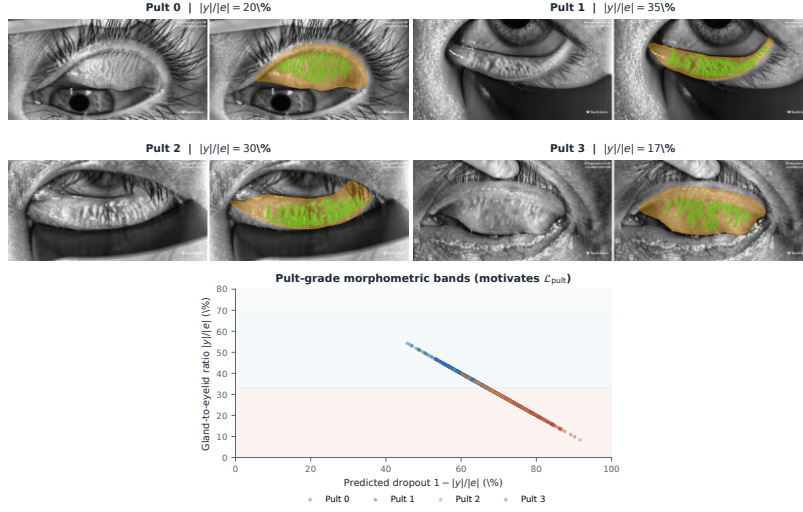 Pult 0 | |y|/|e| = 20\%
Pult 1 | |y|/|e| = 35\%
Pult 2 | |y|/|e| = 30\%
Pult 3 | |y|/|e| = 17\%
Pult-grade morphometric bands (motivates ℒpult)
Gland-to-eyelid ratio |y|/|e| (\%)
80
70
60
50
40
30
20
10
0
0 20 40 60 80 100
Predicted dropout 1 − |y|/|e| (\%)
Pult 0 Pult 1 Pult 2 Pult 3